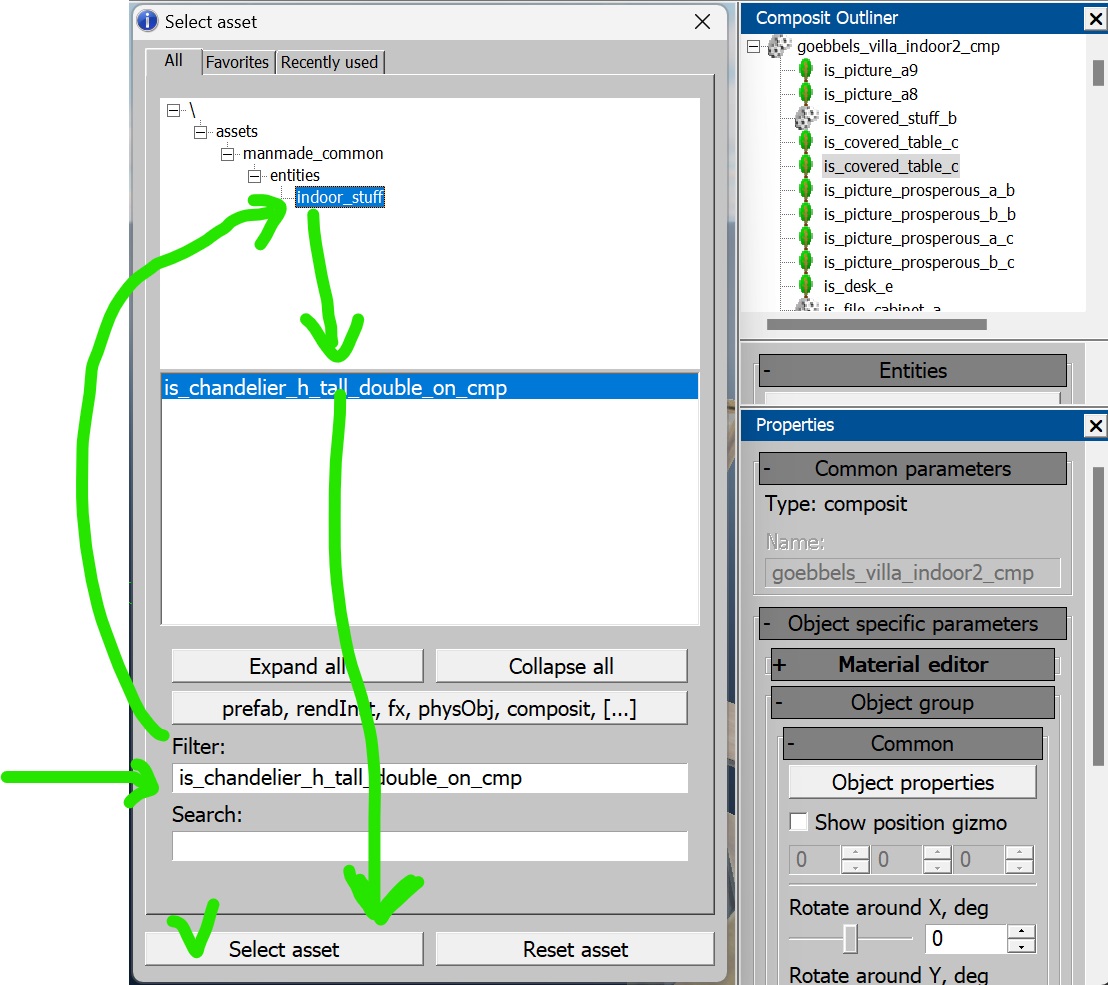 Select asset
All
Favorites
Recently used
\
assets
manmade_common
entities
indoor_stuff
is_chandelier_h_tall_double_on_cmp
Expand all
Collapse all
prefab, rendInst, fx, physObj, composit, [...]
Filter:
is_chandelier_h_tall_double_on_cmp
Search:
Select asset
Reset asset
Composit Outliner
goebbels_villa_indoor2_cmp
is_picture_a9
is_picture_a8
is_covered_stuff_b
is_covered_table_c
is_covered_table_c
is_picture_prosperous_a_b
is_picture_prosperous_b_b
is_picture_prosperous_a_c
is_picture_prosperous_b_c
is_desk_e
is_file_cabinet_a
- Entities
Properties
- Common parameters
Type: composit
Name:
goebbels_villa_indoor2_cmp
- Object specific parameters
+ Material editor
- Object group
- Common
Object properties
Show position gizmo
0 0 0
Rotate around X, deg
0
Rotate around Y, deg